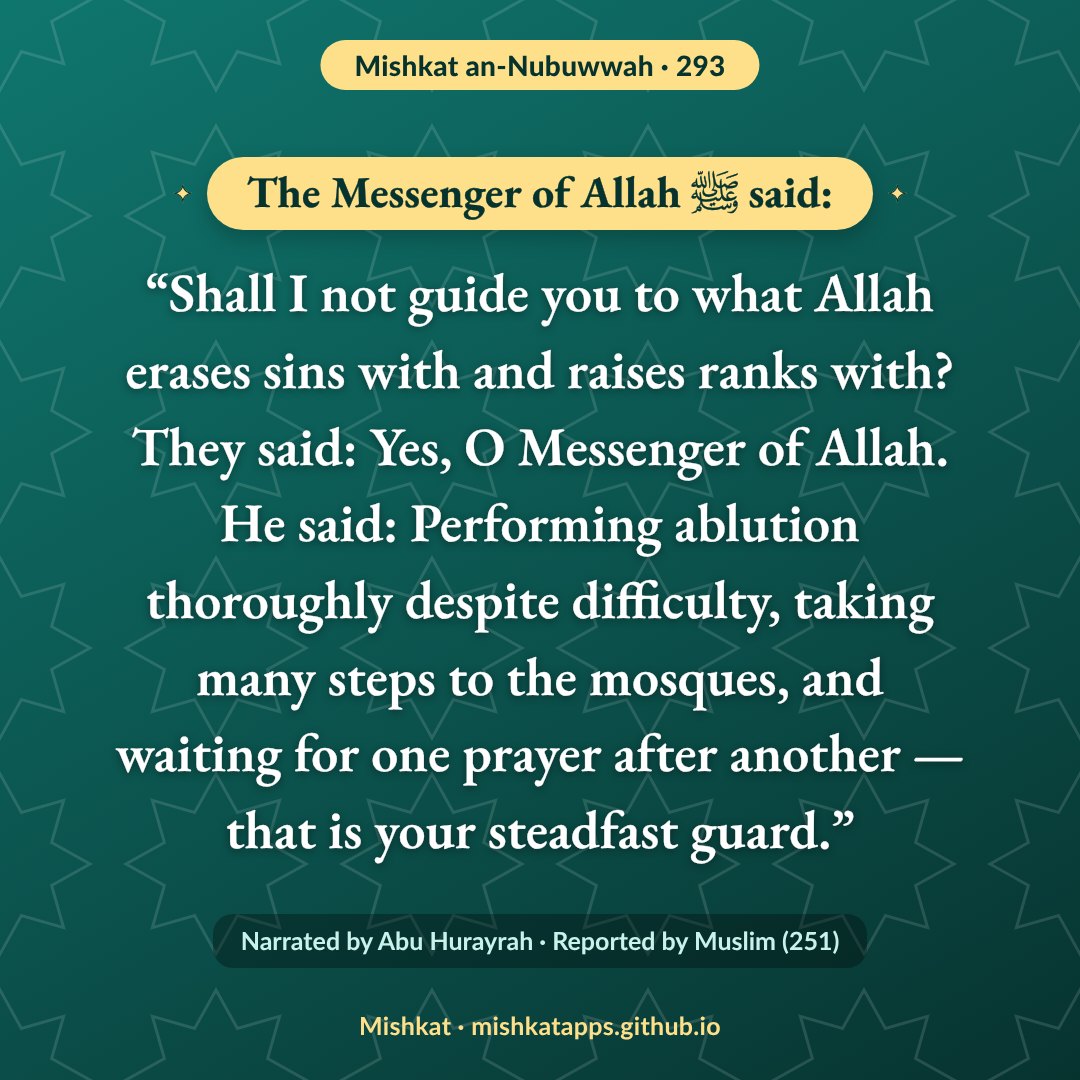 Mishkat an-Nubuwwah · 293
The Messenger of Allah ﷺ said:
“Shall I not guide you to what Allah
erases sins with and raises ranks with?
They said: Yes, O Messenger of Allah.
He said: Performing ablution
thoroughly despite difficulty, taking
many steps to the mosques, and
waiting for one prayer after another —
that is your steadfast guard.”
Narrated by Abu Hurayrah · Reported by Muslim (251)
Mishkat · mishkatapps.github.io